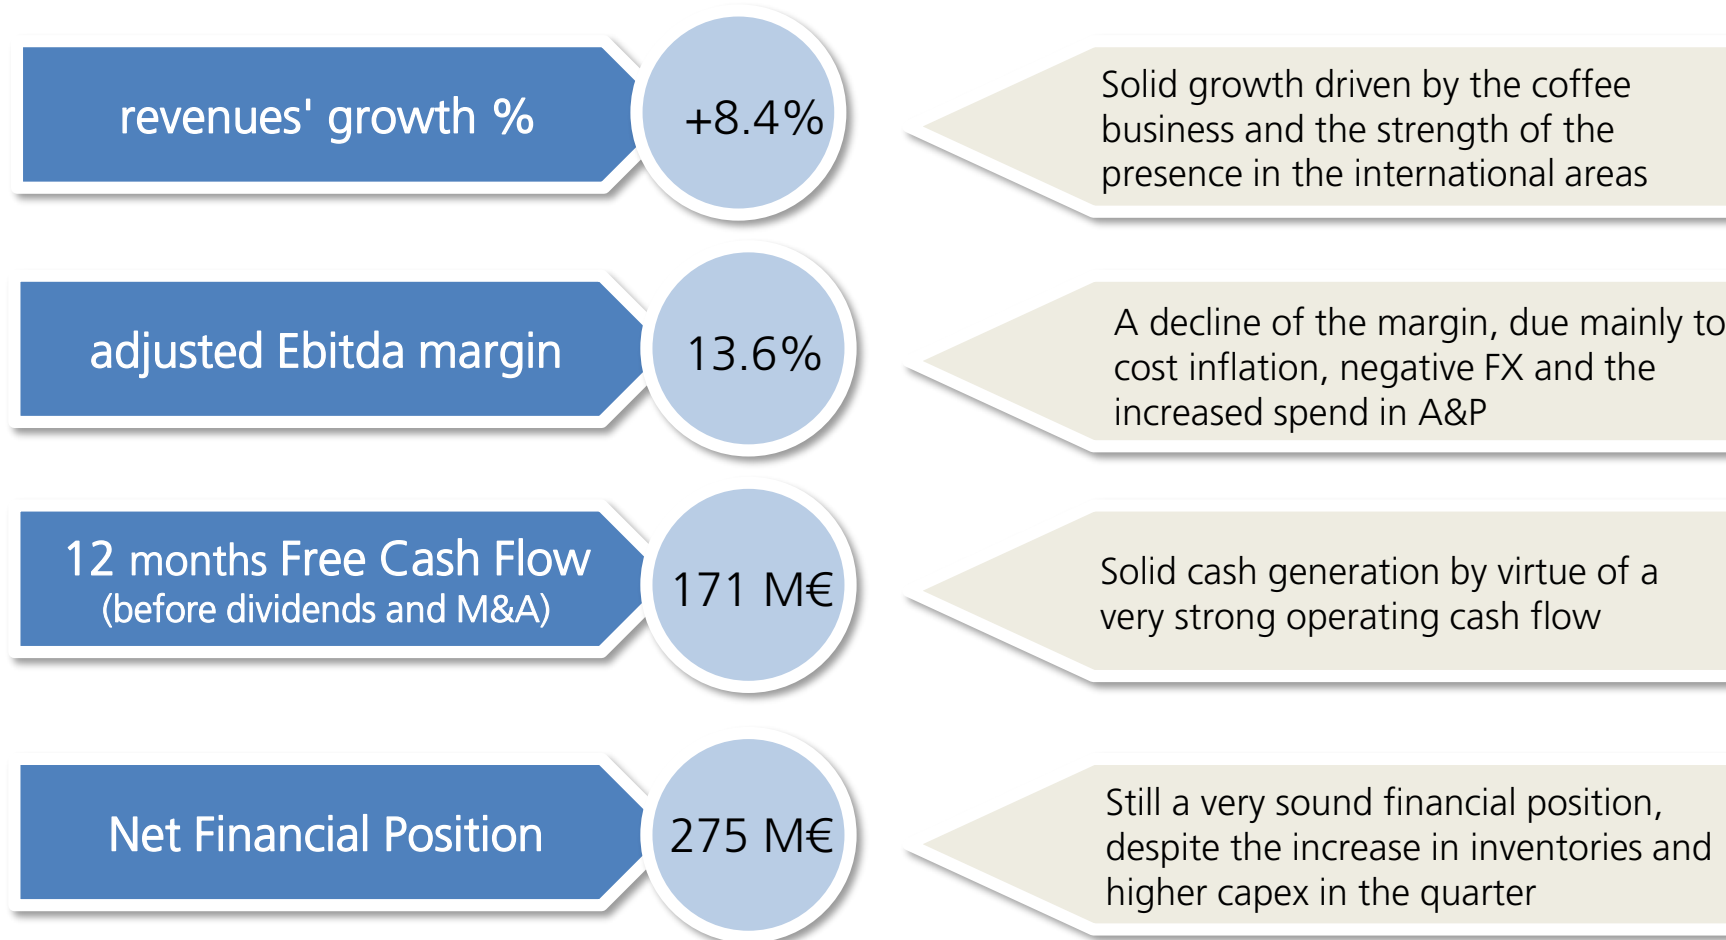 revenues' growth %
+8.4%
Solid growth driven by the coffee
business and the strength of the
presence in the international areas
adjusted Ebitda margin
13.6%
A decline of the margin, due mainly to
cost inflation, negative FX and the
increased spend in A&P
12 months Free Cash Flow
(before dividends and M&A)
171 M€
Solid cash generation by virtue of a
very strong operating cash flow
Net Financial Position
275 M€
Still a very sound financial position,
despite the increase in inventories and
higher capex in the quarter